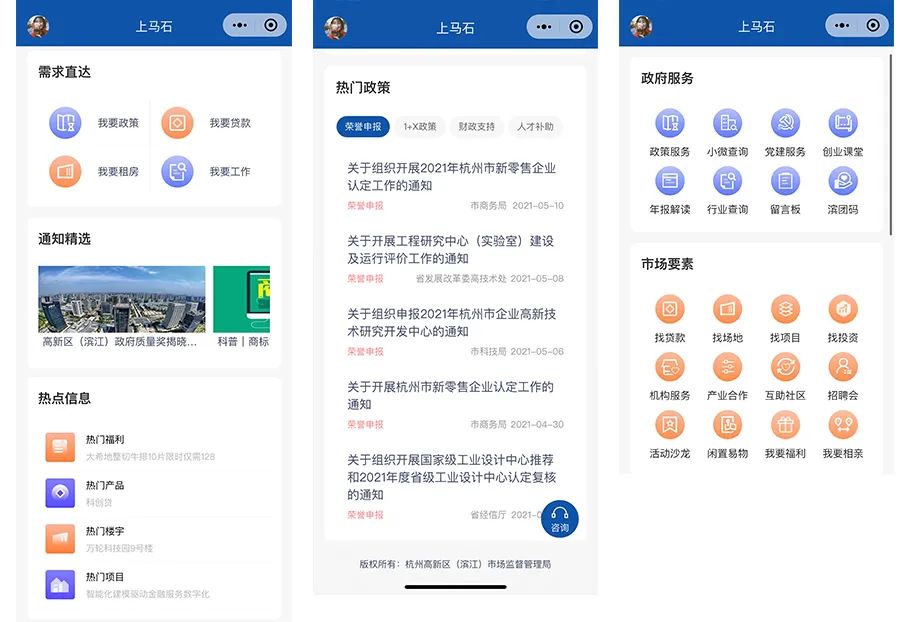 上马石
需求直达
我要政策
我要贷款
我要租房
我要工作
通知精选
高新区（滨江）政府质量奖揭晓...
科普｜商标
热点信息
热门福利
大希地整切牛排10片限时仅需128
热门产品
科创贷
热门楼宇
万轮科技园9号楼
热门项目
智能化建模驱动金融服务数字化
上马石
热门政策
荣誉申报
1+X政策
财政支持
人才补助
关于组织开展2021年杭州市新零售企业
认定工作的通知
荣誉申报
市商务局 2021-05-10
关于开展工程研究中心（实验室）建设
及运行评价工作的通知
荣誉申报
省发展改革委高技术处 2021-05-08
关于组织申报2021年杭州市企业高新技
术研究开发中心的通知
荣誉申报
市科技局 2021-05-06
关于开展杭州市新零售企业认定工作的
通知
荣誉申报
市商务局 2021-04-30
关于组织开展国家级工业设计中心推荐
和2021年度省级工业设计中心认定复核
的通知
荣誉申报
省经信厅 2021-0
咨询
版权所有：杭州高新区（滨江）市场监督管理局
上马石
政府服务
政策服务
小微查询
党建服务
创业课堂
年报解读
行业查询
留言板
滨团码
市场要素
找贷款
找场地
找项目
找投资
机构服务
产业合作
互助社区
招聘会
活动沙龙
闲置易物
我要福利
我要相亲